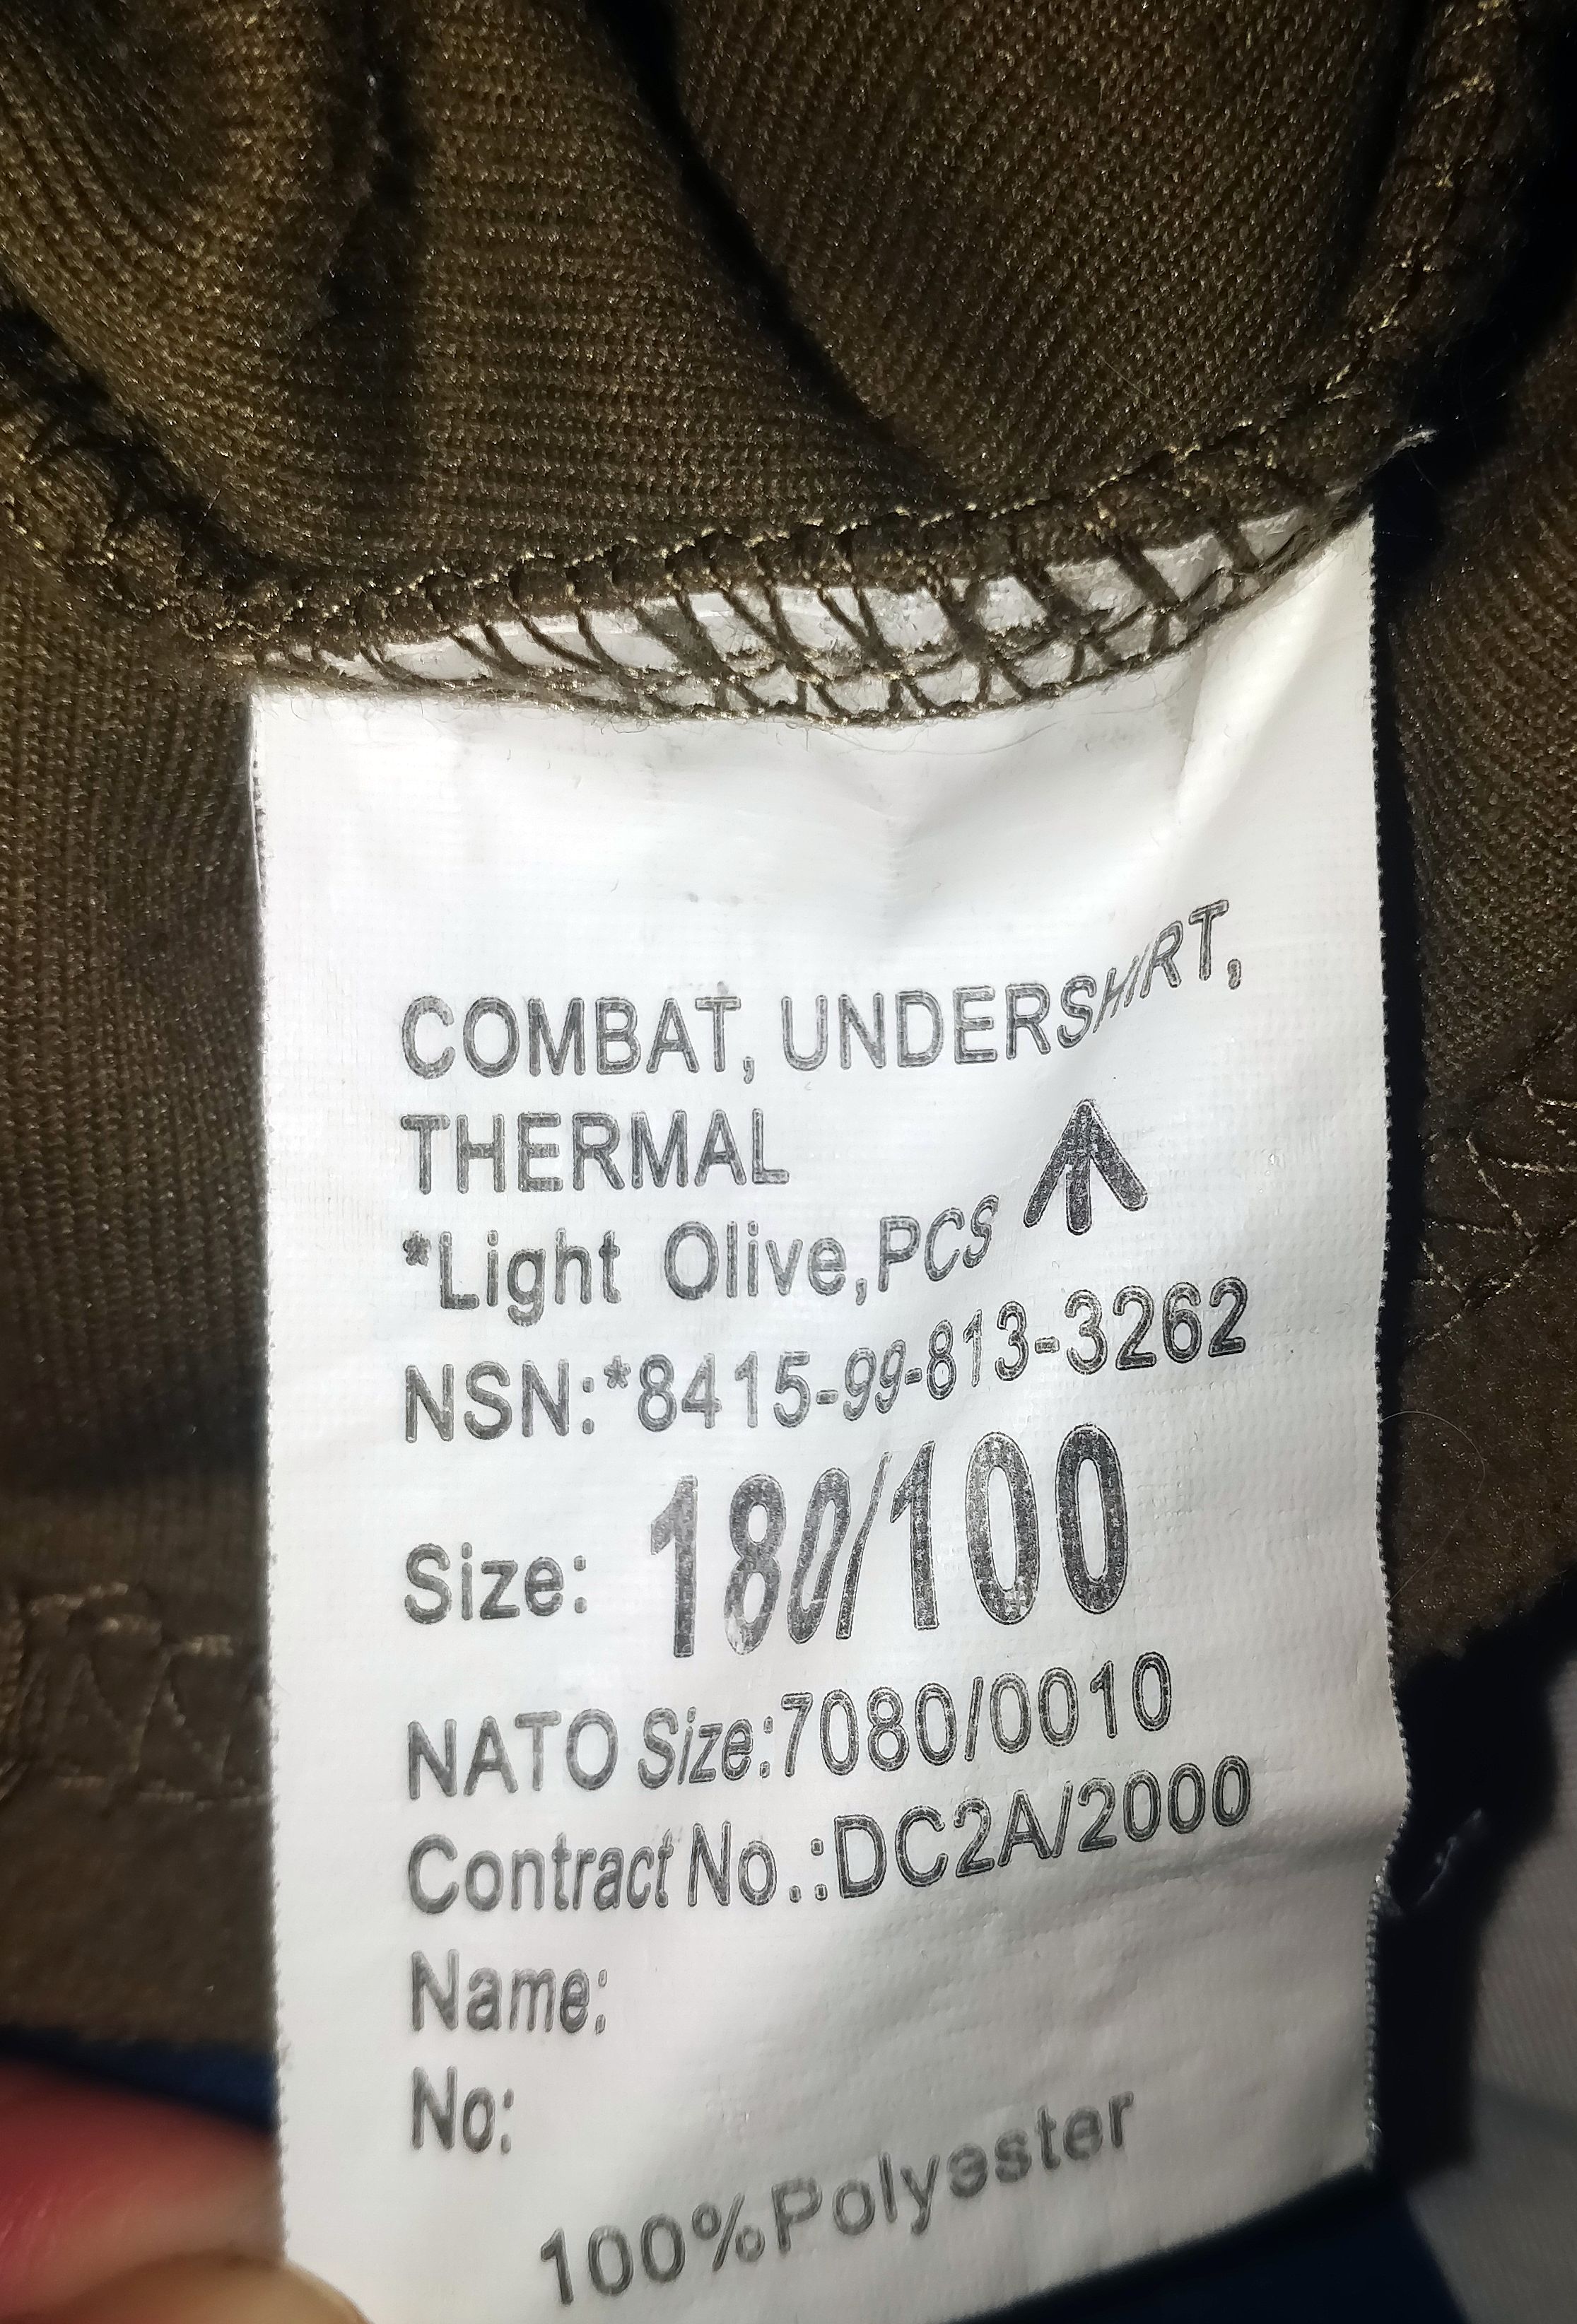 COMBAT, UNDERSHIRT,
THERMAL
*Light Olive,PCS
NSN:*8415-99-813-3262
Size: 180/100
NATO Size:7080/0010
Contract No.:DC2A/2000
Name:
No:
100%Polyester